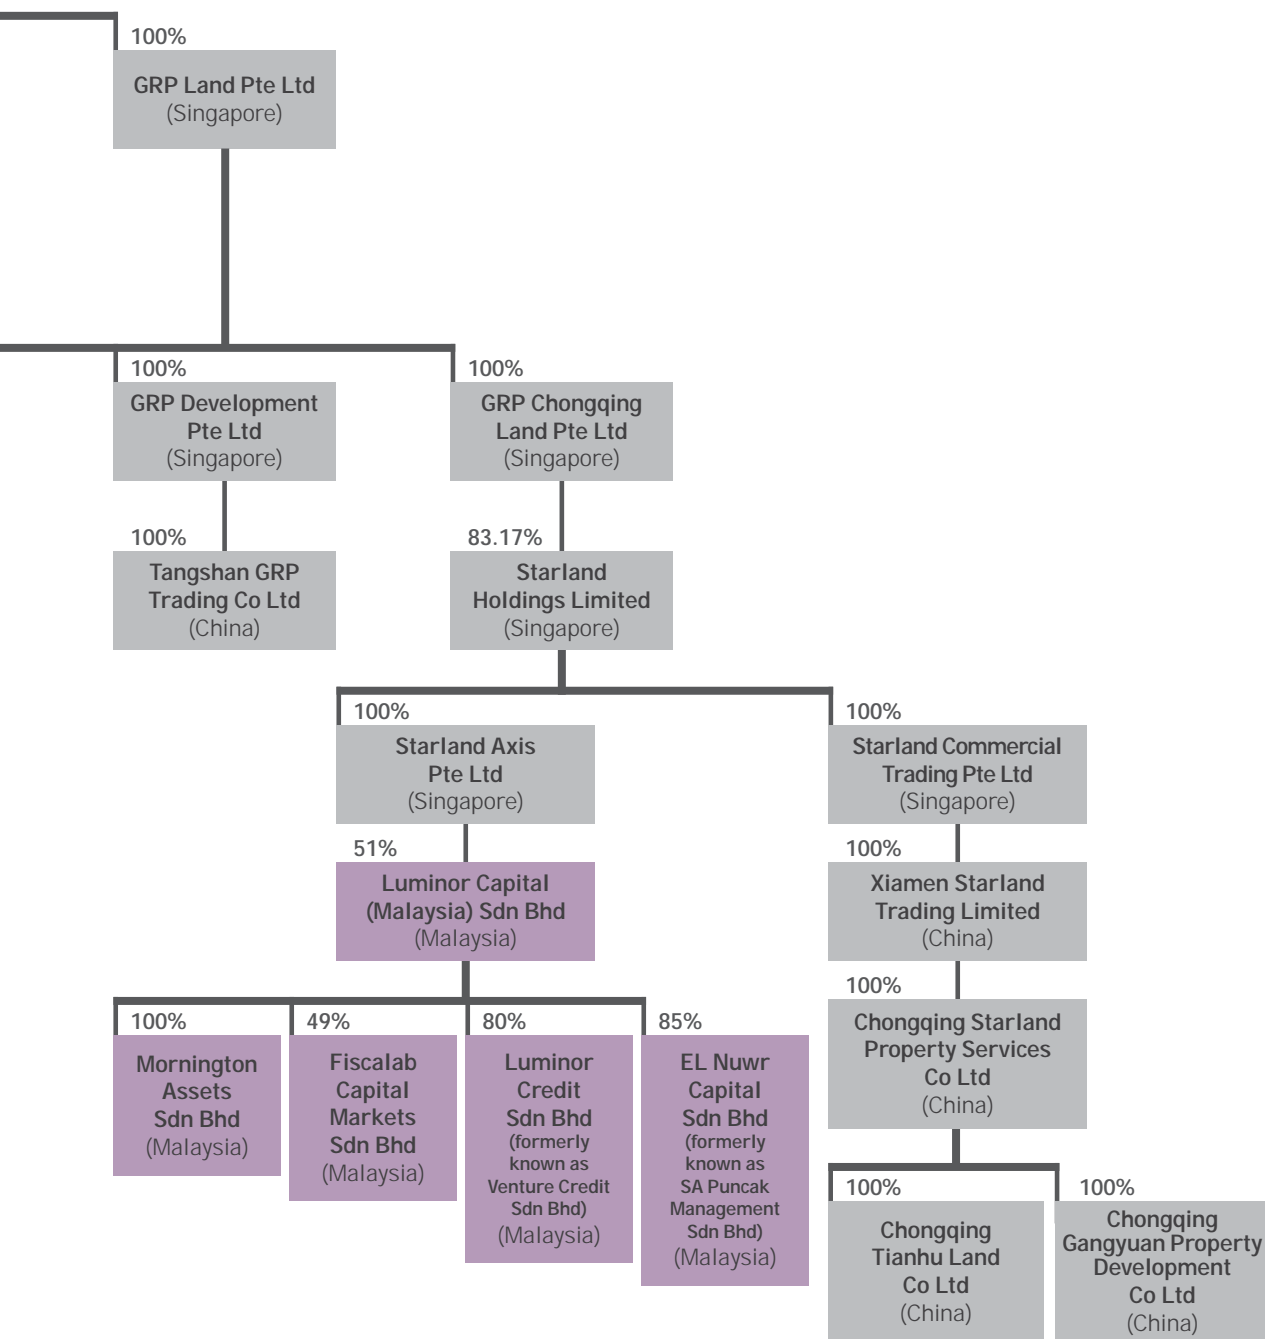 100%
GRP Land Pte Ltd
(Singapore)
100%
GRP Development
Pte Ltd
(Singapore)
100%
GRP Chongqing
Land Pte Ltd
(Singapore)
100%
Tangshan GRP
Trading Co Ltd
(China)
83.17%
Starland
Holdings Limited
(Singapore)
100%
Starland Axis
Pte Ltd
(Singapore)
100%
Starland Commercial
Trading Pte Ltd
(Singapore)
51%
Luminor Capital
(Malaysia) Sdn Bhd
(Malaysia)
100%
Xiamen Starland
Trading Limited
(China)
100%
Mornington
Assets
Sdn Bhd
(Malaysia)
49%
Fiscalab
Capital
Markets
Sdn Bhd
(Malaysia)
80%
Luminor
Credit
Sdn Bhd
(formerly
known as
Venture Credit
Sdn Bhd)
(Malaysia)
85%
EL Nuwr
Capital
Sdn Bhd
(formerly
known as
SA Puncak
Management
Sdn Bhd)
(Malaysia)
100%
Chongqing Starland
Property Services
Co Ltd
(China)
100%
Chongqing
Tianhu Land
Co Ltd
(China)
100%
Chongqing
Gangyuan Property
Development
Co Ltd
(China)